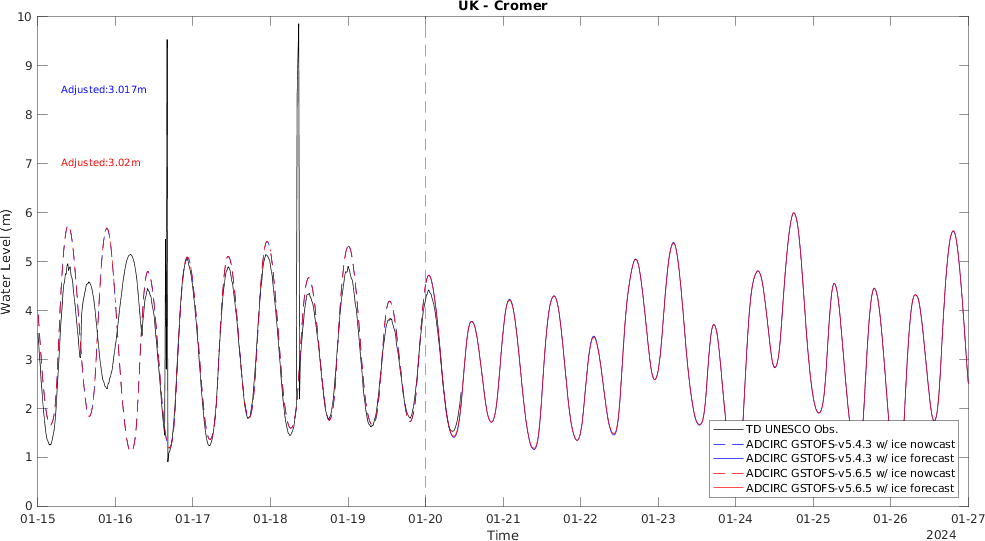 UK - Cromer
10
9
8
7
6
5
4
3
2
1
0
Water Level (m)
Adjusted:3.017m
Adjusted:3.02m
TD UNESCO Obs.
ADCIRC GSTOFS-v5.4.3 w/ ice nowcast
ADCIRC GSTOFS-v5.4.3 w/ ice forecast
ADCIRC GSTOFS-v5.6.5 w/ ice nowcast
ADCIRC GSTOFS-v5.6.5 w/ ice forecast
01-15 01-16 01-17 01-18 01-19 01-20 01-21 01-22 01-23 01-24 01-25 01-26 01-27
Time
2024